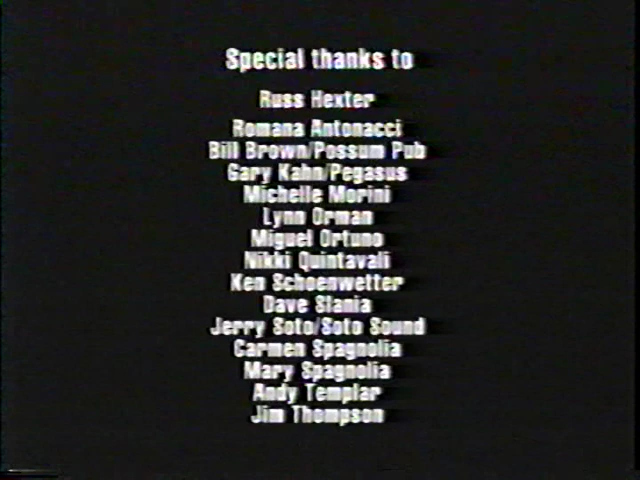 Special thanks to
Russ Hexter
Romana Antonacci
Bill Brown/Possum Pub
Gary Kahn/Pegasus
Michelle Morini
Lynn Orman
Miguel Ortuno
Nikki Quintavali
Ken Schoenwetter
Dave Slania
Jerry Soto/Soto Sound
Carmen Spagnolia
Mary Spagnolia
Andy Templar
Jim Thompson